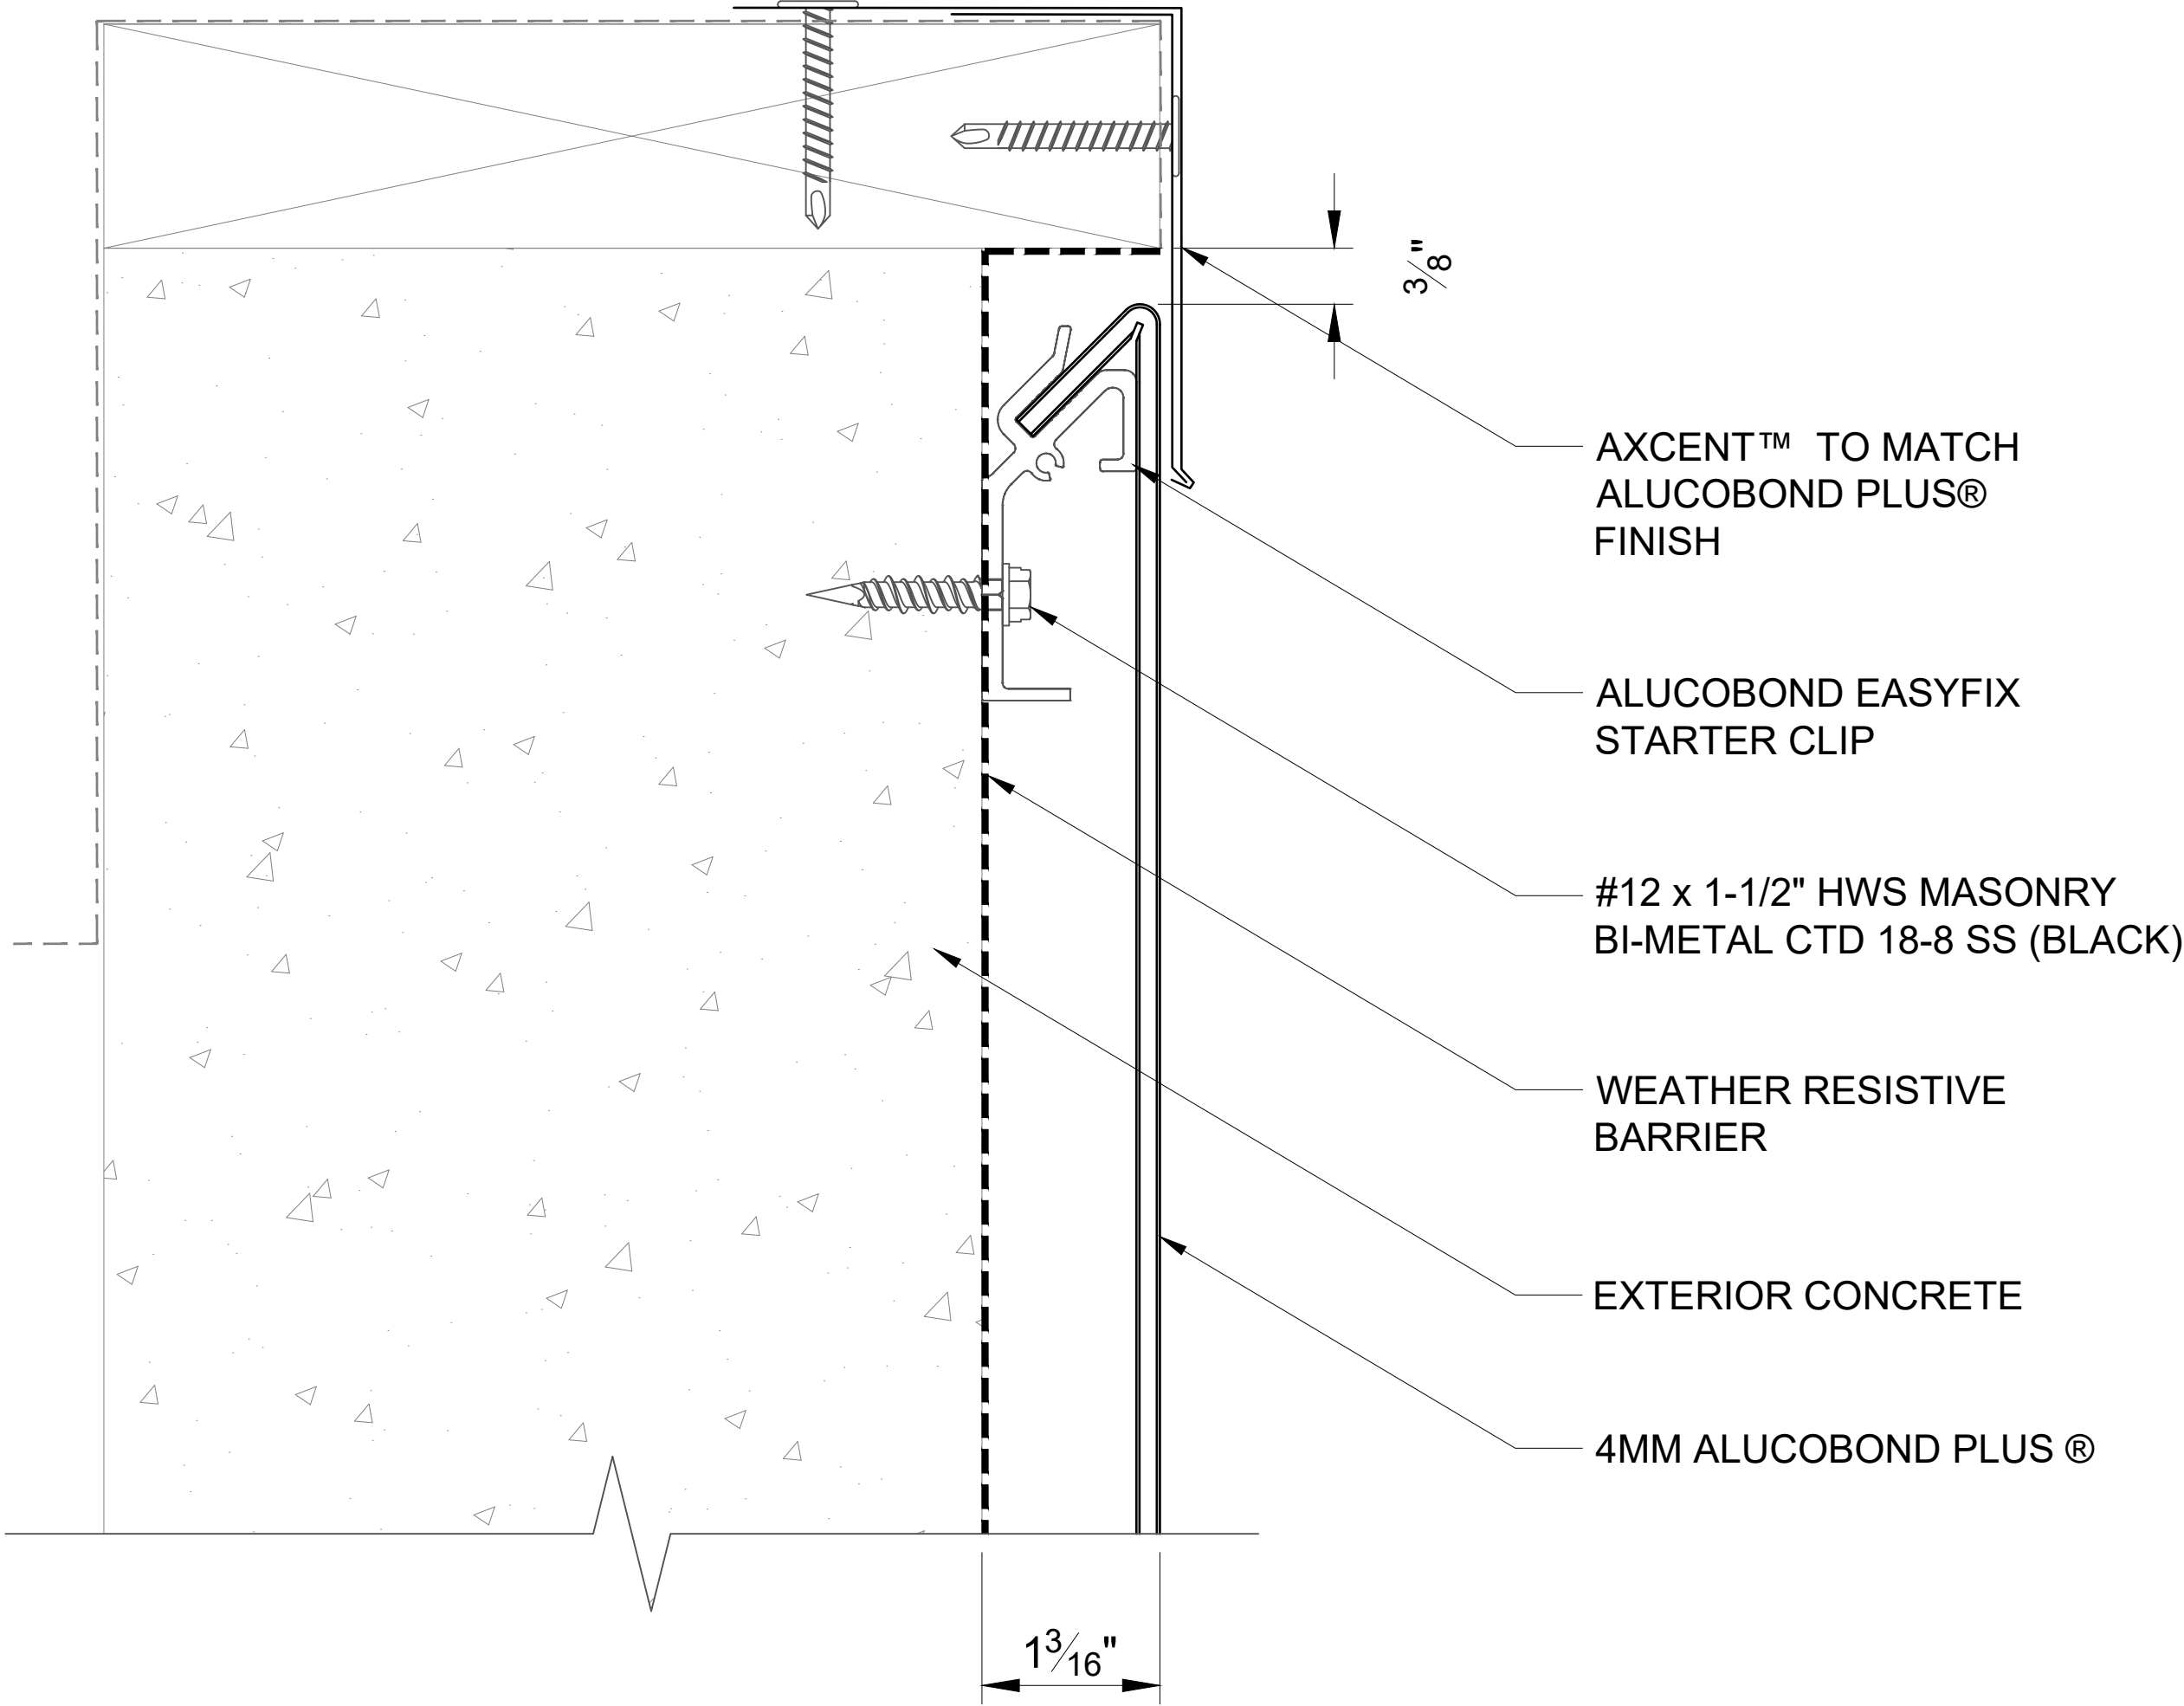 3/8"
AXCENT™ TO MATCH
ALUCOBOND PLUS®
FINISH
ALUCOBOND EASYFIX
STARTER CLIP
#12 x 1-1/2" HWS MASONRY
BI-METAL CTD 18-8 SS (BLACK)
WEATHER RESISTIVE
BARRIER
EXTERIOR CONCRETE
4MM ALUCOBOND PLUS ®
1 3/16"